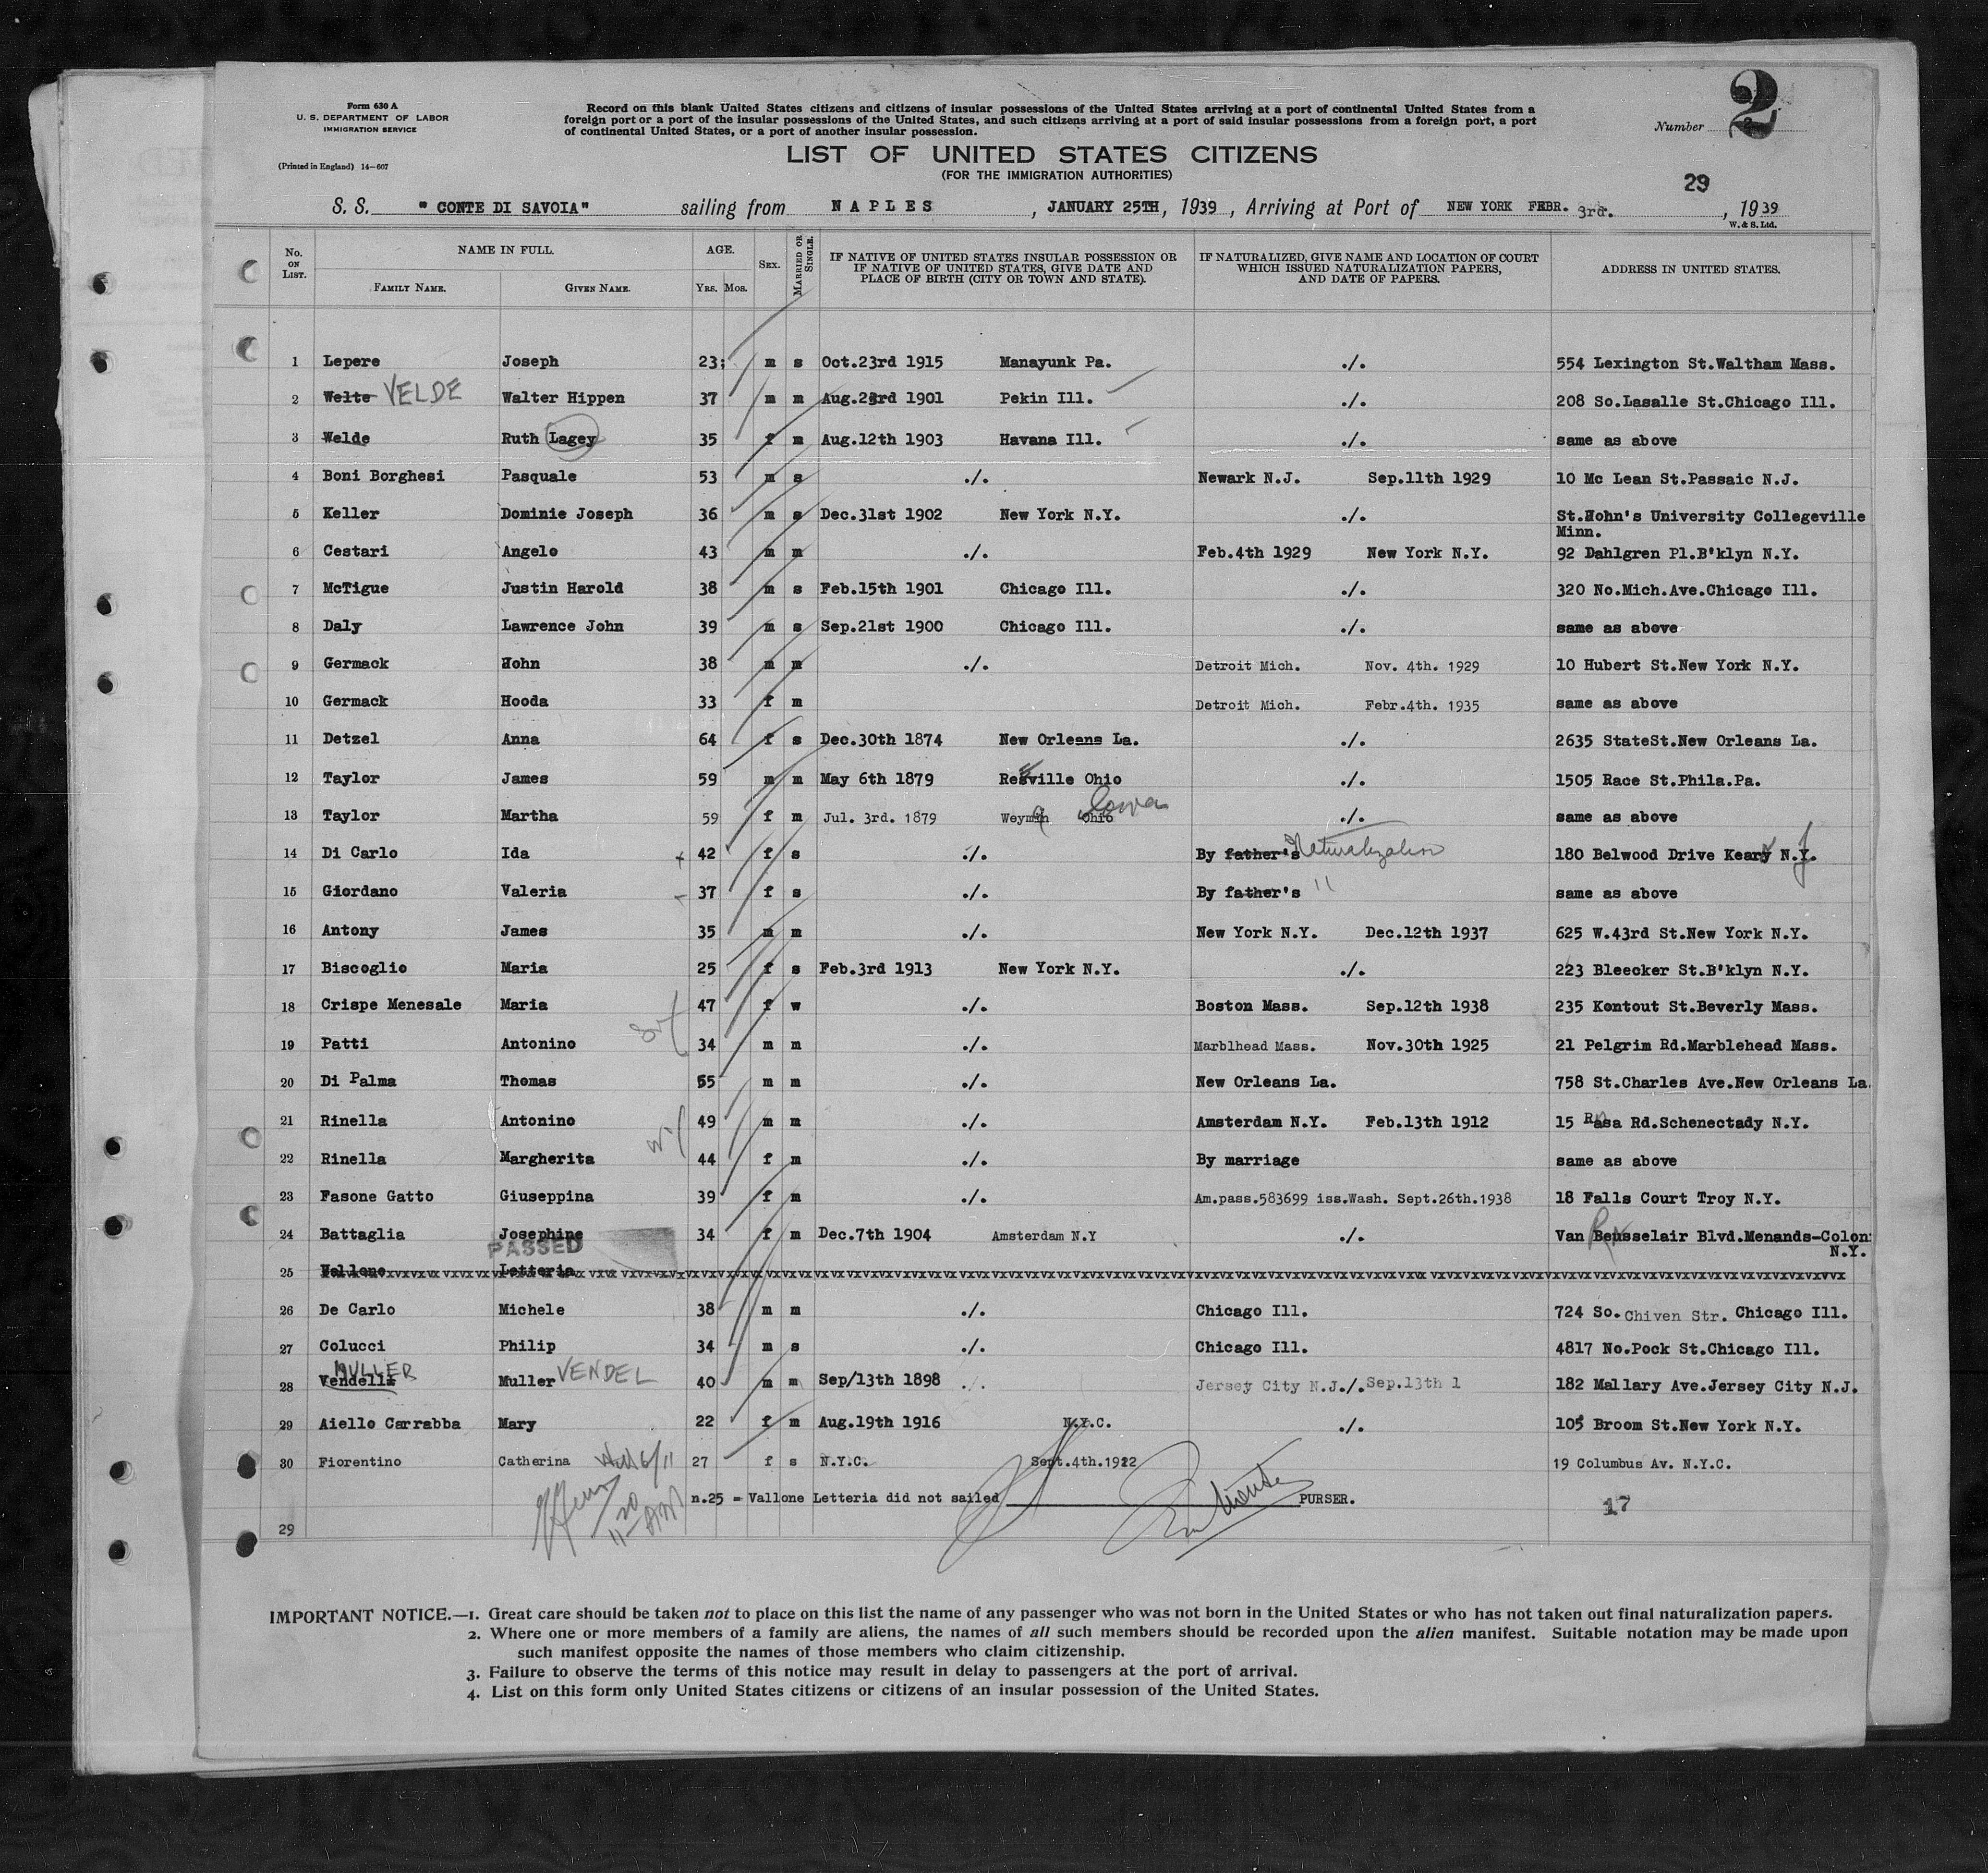 Form 630 A
U. S. DEPARTMENT OF LABOR
IMMIGRATION SERVICE
(Printed in England) 14—607
Record on this blank United States citizens and citizens of insular possessions of the United States arriving at a port of continental United States from a
foreign port or a port of the insular possessions of the United States, and such citizens arriving at a port of said insular possessions from a foreign port, a port
of continental United States, or a port of another insular possession.
Number 2
LIST OF UNITED STATES CITIZENS
(FOR THE IMMIGRATION AUTHORITIES)
29
S. S. "CONTE DI SAVOIA" sailing from NAPLES, JANUARY 25TH, 1939, Arriving at Port of NEW YORK FEBR. 3rd., 1939
W. & S. Ltd.
No. ON LIST. NAME IN FULL. FAMILY NAME. GIVEN NAME. AGE. YRS. MOS. SEX. MARRIED OR SINGLE. IF NATIVE OF UNITED STATES INSULAR POSSESSION OR IF NATIVE OF UNITED STATES, GIVE DATE AND PLACE OF BIRTH (CITY OR TOWN AND STATE). IF NATURALIZED, GIVE NAME AND LOCATION OF COURT WHICH ISSUED NATURALIZATION PAPERS, AND DATE OF PAPERS. ADDRESS IN UNITED STATES.
1 Lepere Joseph 23; m s Oct.23rd 1915 Manayunk Pa. ./. 554 Lexington St.Waltham Mass.
2 Welte VELDE Walter Hippen 37 m m Aug.23rd 1901 Pekin Ill. ./. 208 So.Lasalle St.Chicago Ill.
3 Welde Ruth Lagey 35 f m Aug.12th 1903 Havana Ill. ./. same as above
4 Boni Borghesi Pasquale 53 m s ./. Newark N.J. Sep.11th 1929 10 Mc Lean St.Passaic N.J.
5 Keller Dominie Joseph 36 m s Dec.31st 1902 New York N.Y. ./. St.Hohn's University Collegeville
Minn.
6 Cestari Angelo 43 m m ./. Feb.4th 1929 New York N.Y. 92 Dahlgren Pl.B'klyn N.Y.
7 McTigue Justin Harold 38 m s Feb.15th 1901 Chicago Ill. ./. 320 No.Mich.Ave.Chicago Ill.
8 Daly Lawrence John 39 m s Sep.21st 1900 Chicago Ill. ./. same as above
9 Germack Hohn 38 m m ./. Detroit Mich. Nov. 4th. 1929 10 Hubert St.New York N.Y.
10 Germack Hooda 33 f m Detroit Mich. Febr.4th. 1935 same as above
11 Detzel Anna 64 f s Dec.30th 1874 New Orleans La. ./. 2635 StateSt.New Orleans La.
12 Taylor James 59 m m May 6th 1879 Resville Ohio ./. 1505 Race St.Phila.Pa.
13 Taylor Martha 59 f m Jul. 3rd. 1879 Weyman Ohio Iowa ./. same as above
14 Di Carlo Ida 42 f s ./. By father's Naturalization 180 Belwood Drive Keary N.Y. J
15 Giordano Valeria 37 f s ./. By father's " same as above
16 Antony James 35 m m ./. New York N.Y. Dec.12th 1937 625 W.43rd St.New York N.Y.
17 Biscoglio Maria 25 f s Feb.3rd 1913 New York N.Y. ./. 223 Bleecker St.B'klyn N.Y.
18 Crispe Menesale Maria 47 f w ./. Boston Mass. Sep.12th 1938 235 Kontout St.Beverly Mass.
19 Patti Antonino 34 m m ./. Marblhead Mass. Nov.30th 1925 21 Pelgrim Rd.Marblehead Mass.
20 Di Palma Thomas 55 m m ./. New Orleans La. 758 St.Charles Ave.New Orleans La.
21 Rinella Antonino 49 m m ./. Amsterdam N.Y. Feb.13th 1912 15 Rasa Rd.Schenectady N.Y.
22 Rinella Margherita 44 f m ./. By marriage same as above
23 Fasone Gatto Giuseppina 39 f m ./. Am.pass.583699 iss.Wash. Sept.26th.1938 18 Falls Court Troy N.Y.
24 Battaglia Josephine 34 f m Dec.7th 1904 Amsterdam N.Y ./. Van Bensselair Blvd.Menands-Colon
N.Y.
PASSED
25 Vallone Letteria
26 De Carlo Michele 38 m m ./. Chicago Ill. 724 So. Chiven Str. Chicago Ill.
27 Colucci Philip 34 m s ./. Chicago Ill. 4817 No.Pock St.Chicago Ill.
MULLER
28 Vendell Muller VENDEL 40 m m Sep/13th 1898 ./. Jersey City N.J./. Sep.13th 1 182 Mallary Ave.Jersey City N.J.
29 Aiello Carrabba Mary 22 f m Aug.19th 1916 N.Y.C. ./. 105 Broom St.New York N.Y.
30 Fiorentino Catherina 27 f s N.Y.C. Sept.4th.1912 19 Columbus Av. N.Y.C.
n.25 = Vallone Letteria did not sailed PURSER.
17
29
IMPORTANT NOTICE.—1. Great care should be taken not to place on this list the name of any passenger who was not born in the United States or who has not taken out final naturalization papers.
2. Where one or more members of a family are aliens, the names of all such members should be recorded upon the alien manifest. Suitable notation may be made upon
such manifest opposite the names of those members who claim citizenship.
3. Failure to observe the terms of this notice may result in delay to passengers at the port of arrival.
4. List on this form only United States citizens or citizens of an insular possession of the United States.